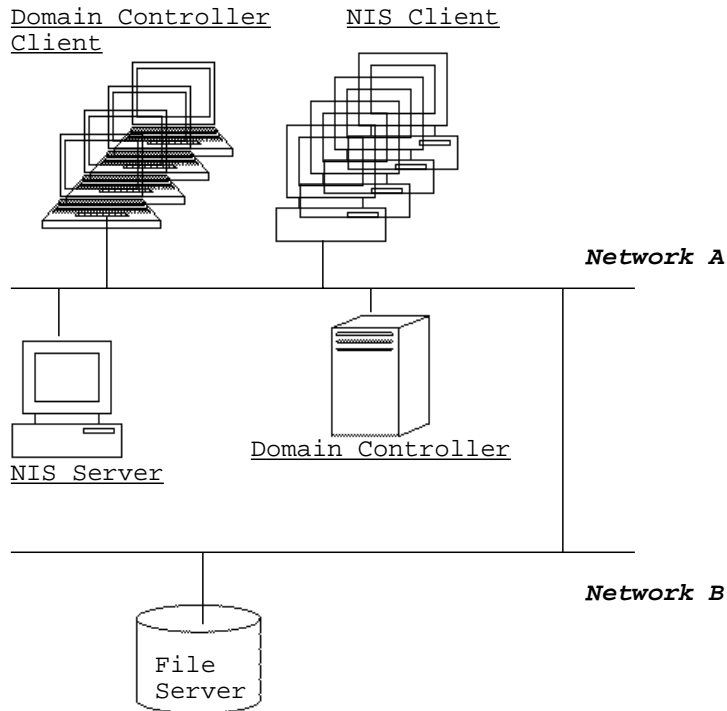 Domain Controller
Client
NIS Client
Network A
NIS Server
Domain Controller
Network B
File
Server